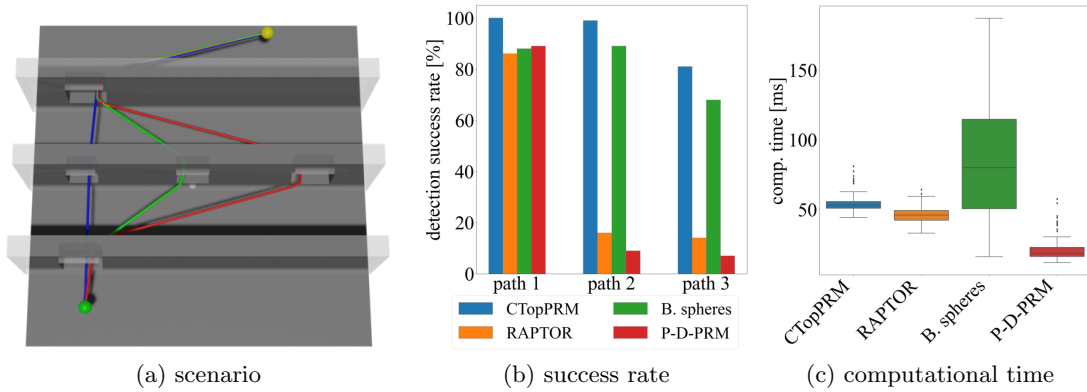 100
80
60
40
20
0
detection success rate [%]
path 1
path 2
path 3
CTopPRM
B. spheres
RAPTOR
P-D-PRM
150
100
50
comp. time [ms]
CTopPRM
RAPTOR
B. spheres
P-D-PRM
(a) scenario
(b) success rate
(c) computational time